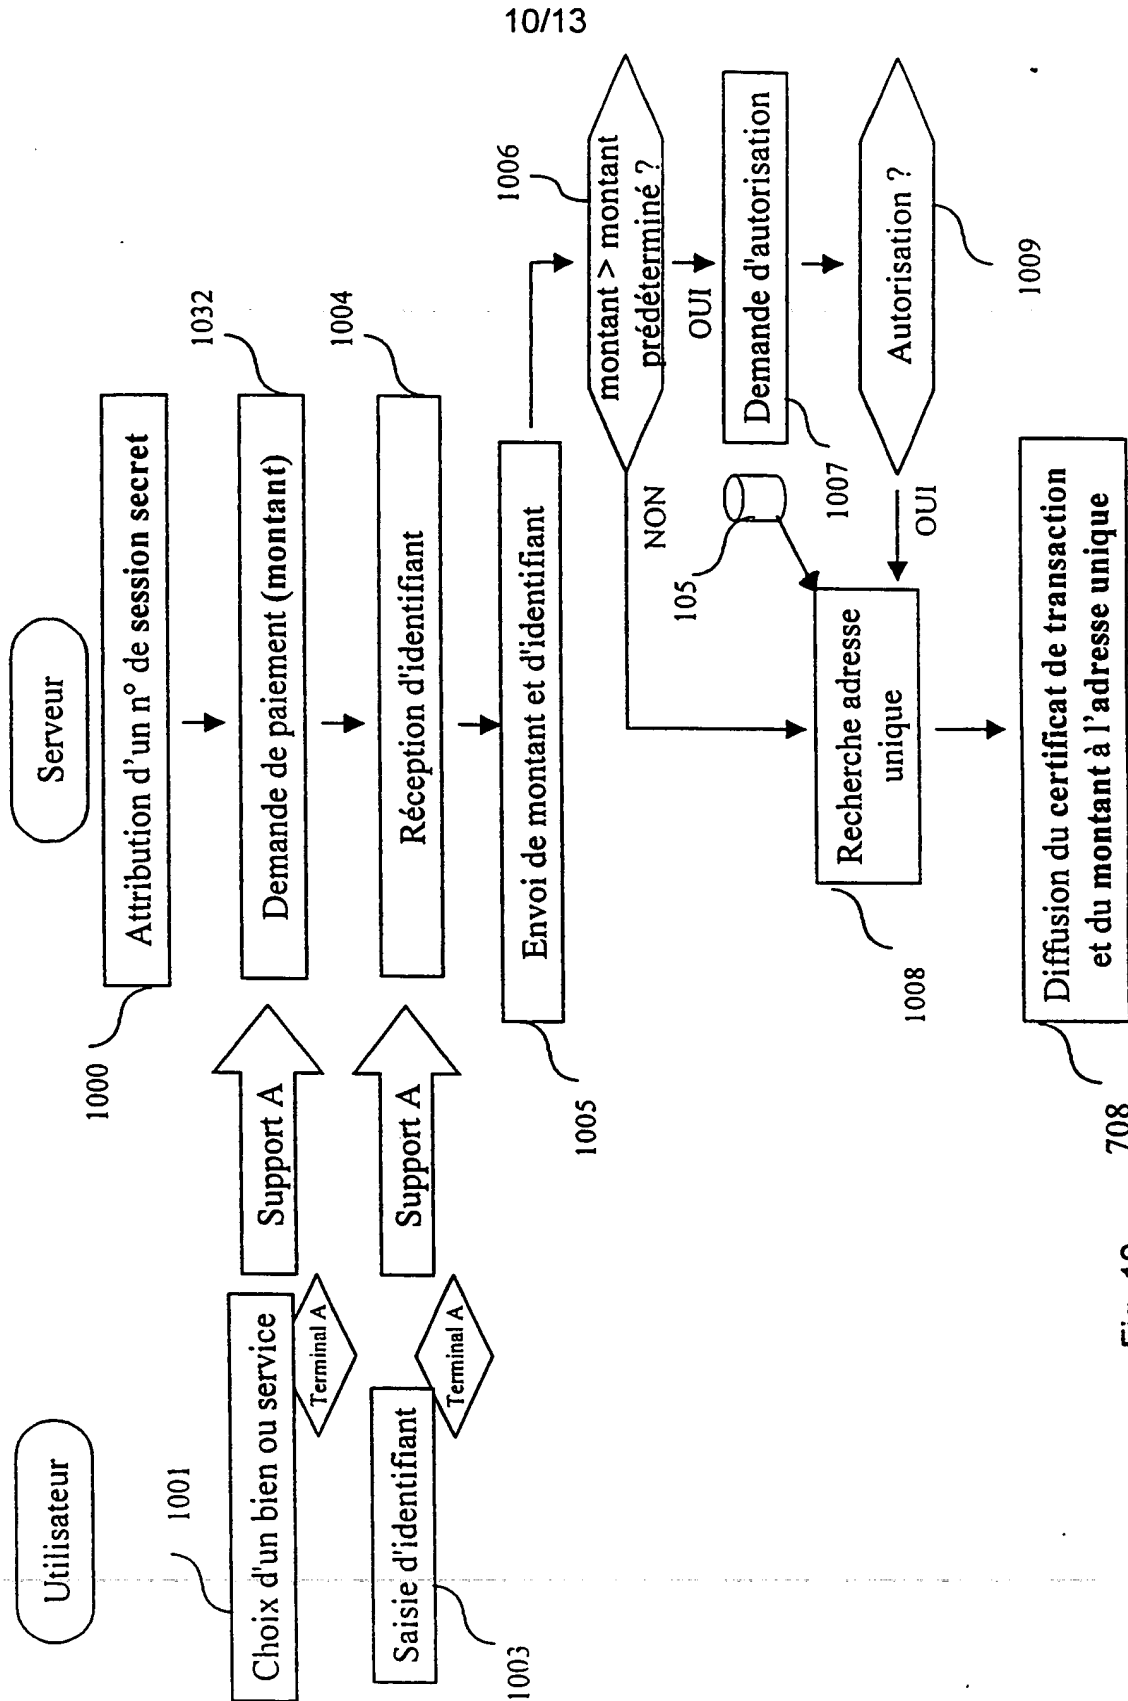 10/13
Utilisateur
Serveur
1000
Attribution d'un n° de session secret
1001
Choix d'un bien ou service
Terminal A
Support A
Demande de paiement (montant)
1032
1003
Saisie d'identifiant
Terminal A
Support A
Réception d'identifiant
1004
1005
Envoi de montant et d'identifiant
1006
montant > montant
prédéterminé ?
NON
OUI
105
1007
Demande d'autorisation
1008
Recherche adresse
unique
OUI
Autorisation ?
1009
708
Diffusion du certificat de transaction
et du montant à l'adresse unique